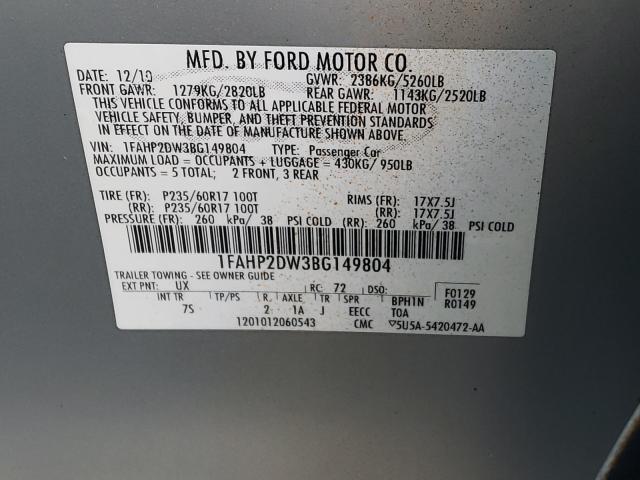 MFD. BY FORD MOTOR CO.
DATE: 12/10 GVWR: 2386KG/5260LB
FRONT GAWR: 1279KG/2820LB REAR GAWR: 1143KG/2520LB
THIS VEHICLE CONFORMS TO ALL APPLICABLE FEDERAL MOTOR
VEHICLE SAFETY, BUMPER, AND THEFT PREVENTION STANDARDS
IN EFFECT ON THE DATE OF MANUFACTURE SHOWN ABOVE.
VIN: 1FAHP2DW3BG149804 TYPE: Passenger Car
MAXIMUM LOAD = OCCUPANTS + LUGGAGE = 430KG/950LB
OCCUPANTS = 5 TOTAL; 2 FRONT, 3 REAR
TIRE (FR): P235/60R17 100T RIMS (FR): 17X7.5J
(RR): P235/60R17 100T (RR): 17X7.5J
PRESSURE (FR): 260 kPa/ 38 PSI COLD (RR): 260 kPa/ 38 PSI COLD
1FAHP2DW3BG149804
TRAILER TOWING - SEE OWNER GUIDE
EXT PNT: UX RC: 72 DSO: F0129
INT TR TP/PS R AXLE TR SPR BPH1N R0149
7S 2 1A J EECC TOA
1201012060543 CMC ▽5U5A-5420472-AA